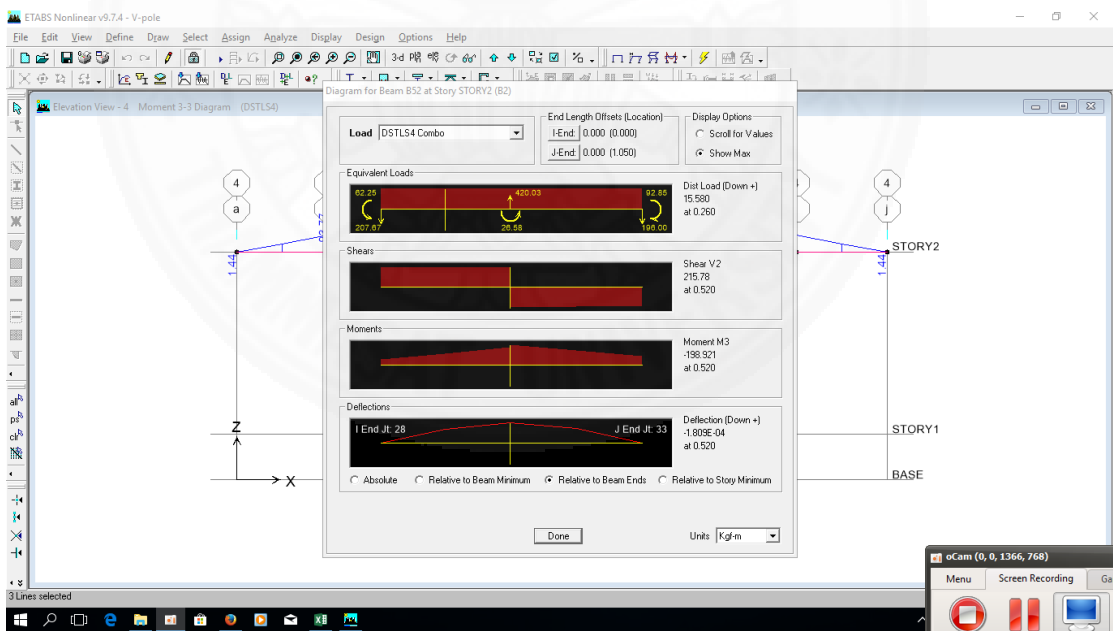 ETABS Nonlinear v9.7.4 - V-pole
File Edit View Define Draw Select Assign Analyze Display Design Options Help
Elevation View - 4 Moment 3-3 Diagram (DSTLS4)
Diagram for Beam B52 at Story STORY2 (B2)
Load DSTLS4 Combo
End Length Offsets (Location)
I-End: 0.000 (0.000)
J-End: 0.000 (1.050)
Display Options
Scroll for Values
Show Max
Equivalent Loads
62.25 420.03 92.85
207.67 26.58 196.00
Dist Load (Down +)
15.580
at 0.260
Shears
Shear V2
215.78
at 0.520
Moments
Moment M3
-198.921
at 0.520
Deflections
I End Jt: 28 J End Jt: 33
Deflection (Down +)
-1.809E-04
at 0.520
Absolute Relative to Beam Minimum Relative to Beam Ends Relative to Story Minimum
Done Units Kgf-m
4 4
a j
1.44 1.44
STORY2
STORY1
BASE
Z
X
3-d
all
ps
clr
3 Lines selected
oCam (0, 0, 1366, 768)
Menu Screen Recording Ga